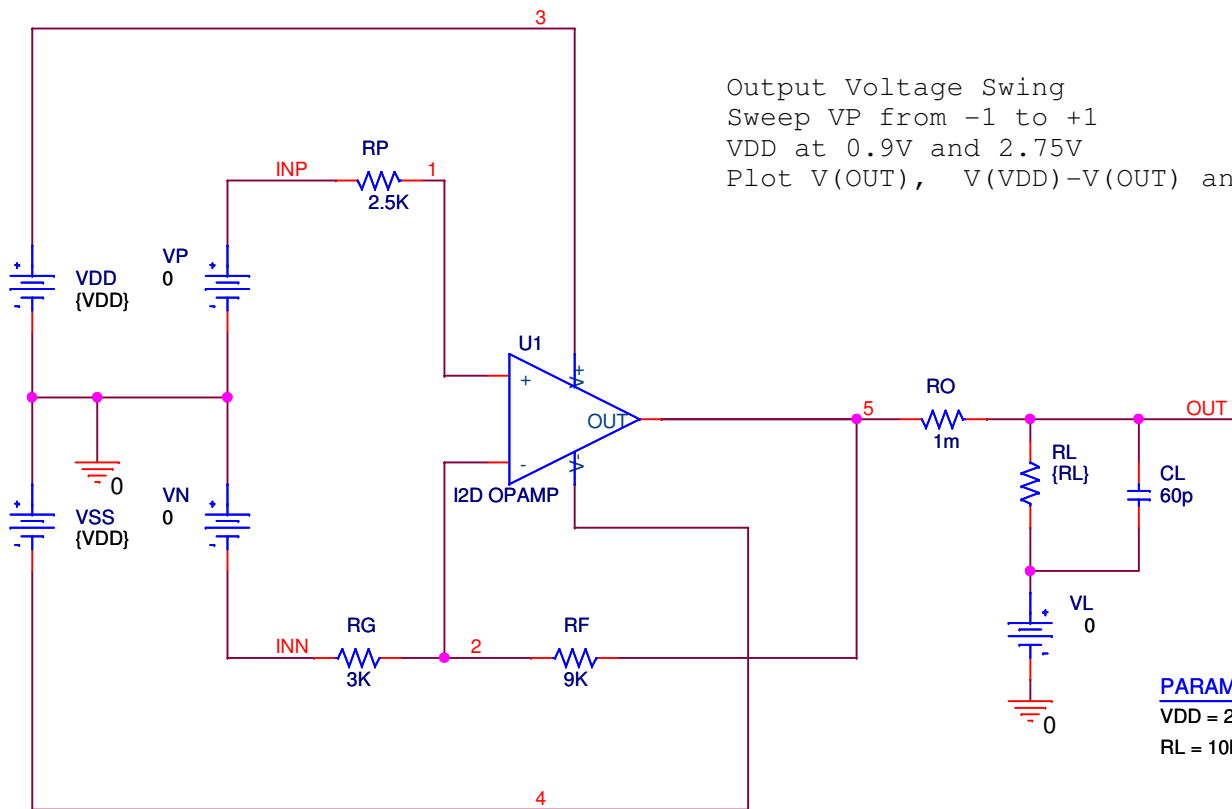 3
Output Voltage Swing
Sweep VP from -1 to +1
VDD at 0.9V and 2.75V
Plot V(OUT), V(VDD)-V(OUT) an
RP
INP
1
2.5K
VDD
{VDD}
VP
0
U1
+
V+
OUT
-
V-
I2D OPAMP
5
RO
1m
OUT
RL
{RL}
CL
60p
0
VSS
{VDD}
VN
0
VL
0
RG
INN
3K
2
RF
9K
0
PARAM
VDD = 2
RL = 10
4